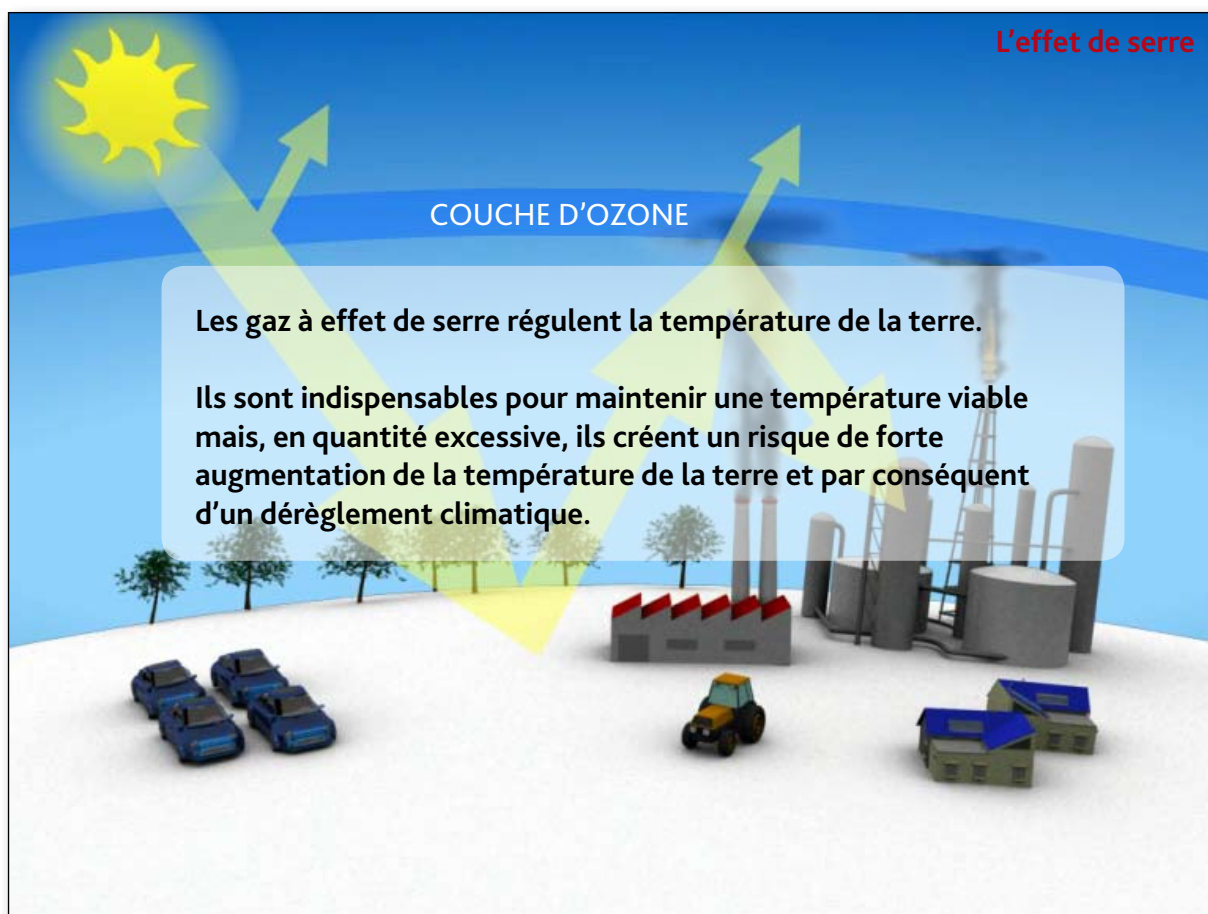 L'effet de serre
COUCHE D'OZONE
Les gaz à effet de serre régulent la température de la terre.
Ils sont indispensables pour maintenir une température viable
mais, en quantité excessive, ils créent un risque de forte
augmentation de la température de la terre et par conséquent
d'un dérèglement climatique.